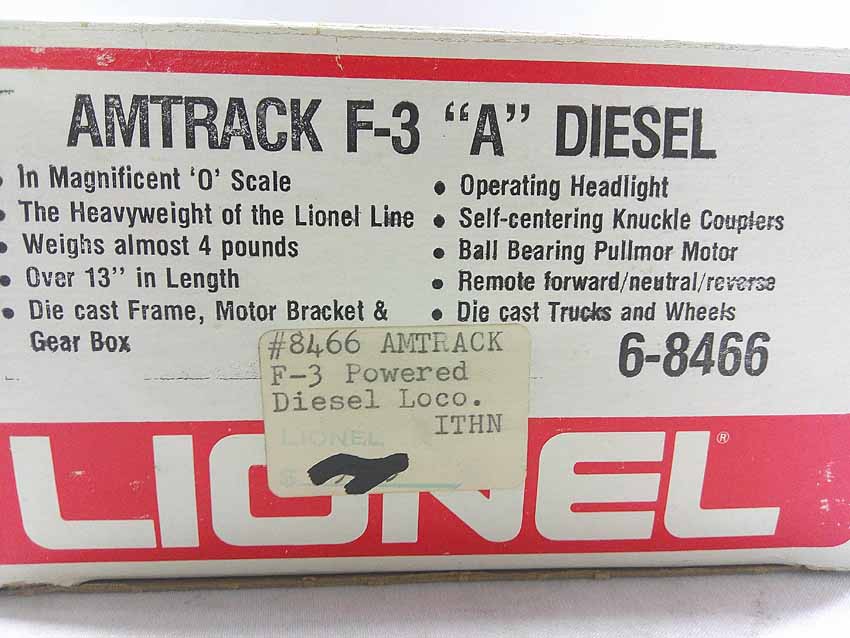 AMTRACK F-3 “A” DIESEL
• In Magnificent ‘O’ Scale
• The Heavyweight of the Lionel Line
• Weighs almost 4 pounds
• Over 13” in Length
• Die cast Frame, Motor Bracket &
Gear Box
• Operating Headlight
• Self-centering Knuckle Couplers
• Ball Bearing Pullmor Motor
• Remote forward/neutral/reverse
• Die cast Trucks and Wheels
6-8466
#8466 AMTRACK
F-3 Powered
Diesel Loco.
ITHN
LIONEL
$
LIONEL®